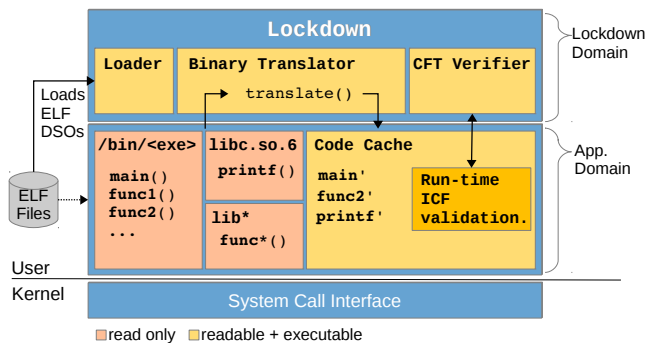 Lockdown
Loader
Binary Translator
translate()
CFT Verifier
Lockdown
Domain
Loads
ELF
DSOs
/bin/<exe>
main()
func1()
func2()
...
libc.so.6
printf()
lib*
func*()
Code Cache
main'
func2'
printf'
Run-time
ICF
validation.
App.
Domain
ELF
Files
User
Kernel
System Call Interface
read only
readable + executable